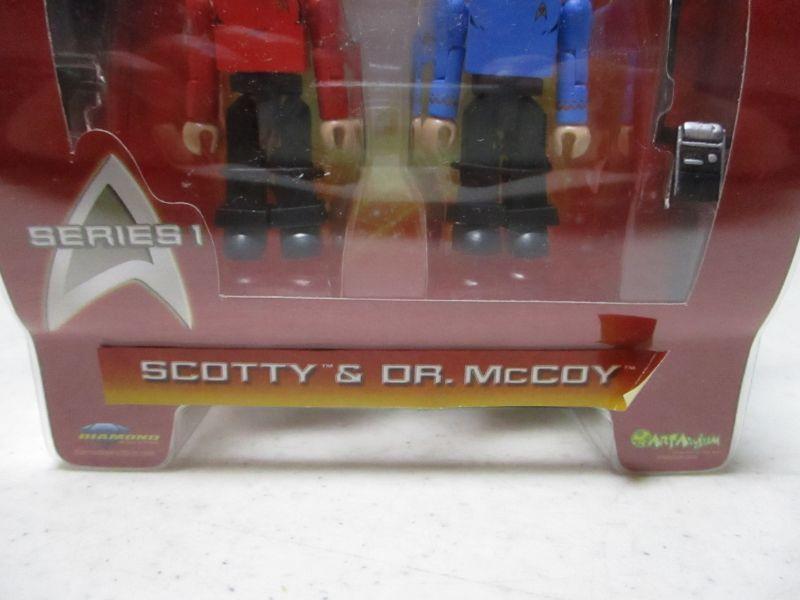 SERIES 1
SCOTTY™ & DR. McCOY™
DIAMOND
ArtAsylum